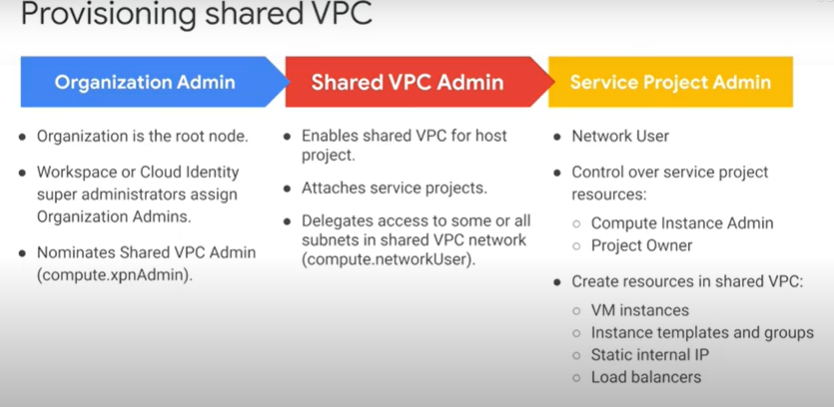 Provisioning shared VPC
Organization Admin
Shared VPC Admin
Service Project Admin
• Organization is the root node.
• Workspace or Cloud Identity
super administrators assign
Organization Admins.
• Nominates Shared VPC Admin
(compute.xpnAdmin).
• Enables shared VPC for host
project.
• Attaches service projects.
• Delegates access to some or all
subnets in shared VPC network
(compute.networkUser).
• Network User
• Control over service project
resources:
○ Compute Instance Admin
○ Project Owner
• Create resources in shared VPC:
○ VM instances
○ Instance templates and groups
○ Static internal IP
○ Load balancers